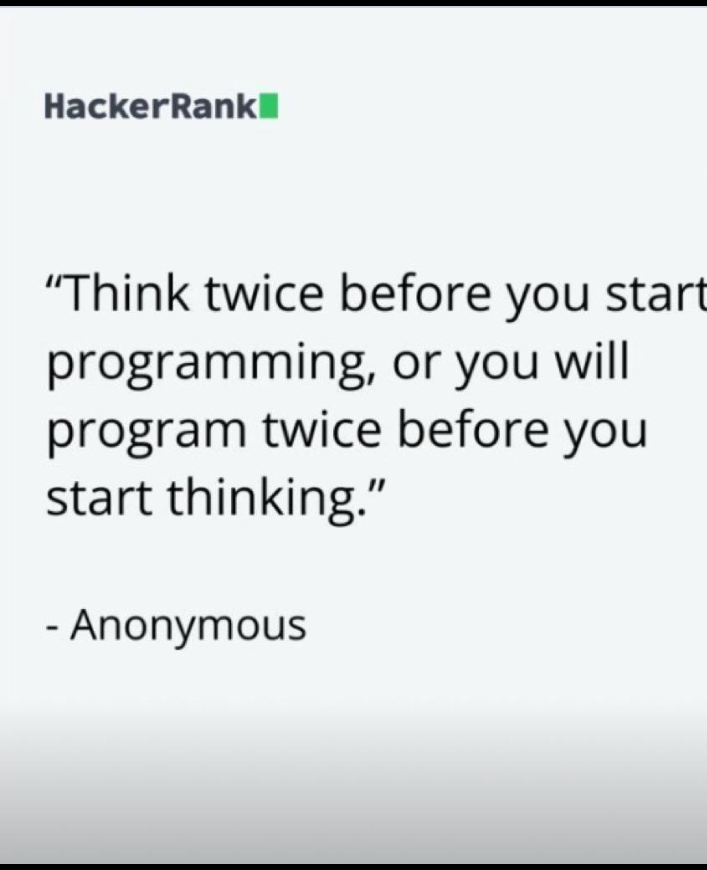 HackerRank
“Think twice before you start
programming, or you will
program twice before you
start thinking.”
- Anonymous